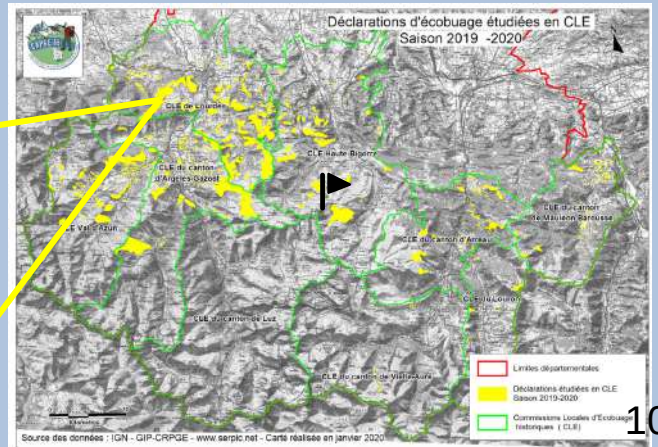 Déclarations d'écobuage étudiées en CLE
Saison 2019 -2020
CRPGE
CLE de Lourdes
CLE Haute Bigorre
CLE du canton
d'Argelès-Gazost
CLE du canton
de Mauléon Barousse
CLE Val d'Azun
CLE du canton d'Arreau
CLE du Louron
CLE du canton de Luz
CLE du canton de Vielle-Aure
Limites départementales
Déclarations étudiées en CLE
Saison 2019-2020
Commissions Locales d'Ecobuage
historiques ( CLE)
Kilomètres
Source des données : IGN - GIP-CRPGE - www.serpic.net - Carte réalisée en janvier 2020
10